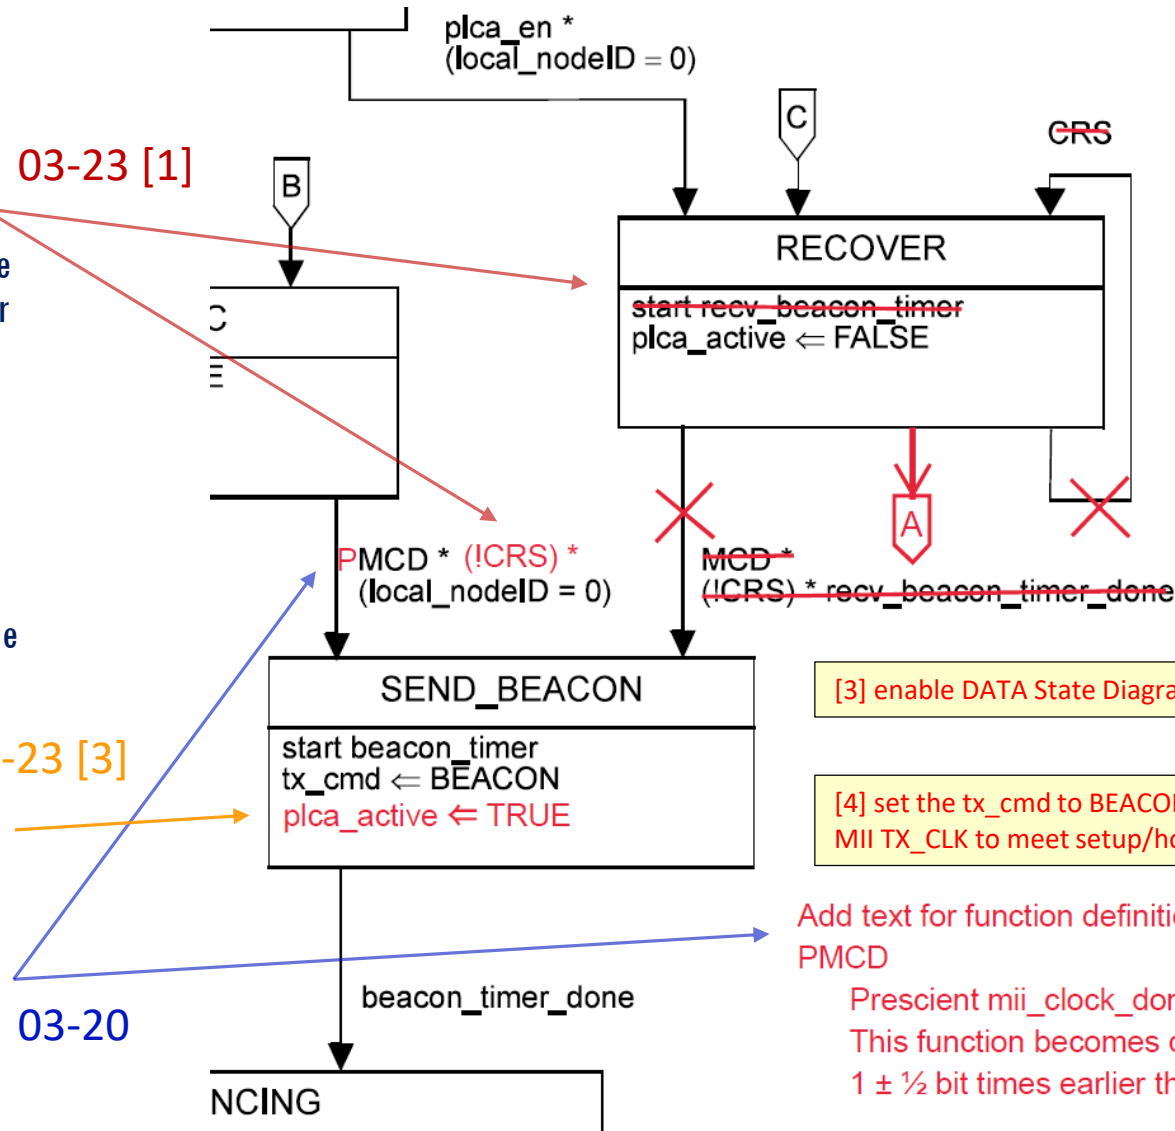 plca_en *
(local_nodeID = 0)
C
CRS
03-23 [1]
B
RECOVER
e
r
C
start recv_beacon_timer
plca_active ⇐ FALSE
E
A
PMCD * (!CRS) *
(local_nodeID = 0)
MCD *
(!CRS) * recv_beacon_timer_done
e
SEND_BEACON
[3] enable DATA State Diagra
start beacon_timer
tx_cmd ⇐ BEACON
plca_active ⇐ TRUE
-23 [3]
[4] set the tx_cmd to BEACON
MII TX_CLK to meet setup/ho
Add text for function definiti
PMCD
Prescient mii_clock_don
This function becomes
1 ± ½ bit times earlier th
beacon_timer_done
03-20
NCING